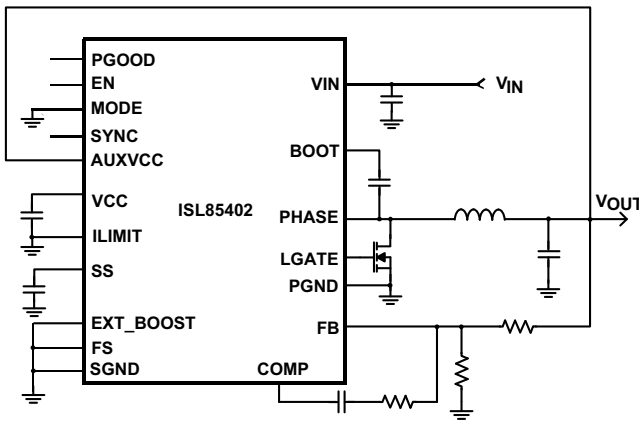 PGOOD
EN
MODE
SYNC
AUXVCC
VCC
ILIMIT
SS
EXT_BOOST
FS
SGND
ISL85402
VIN
BOOT
PHASE
LGATE
PGND
FB
COMP
VIN
VOUT